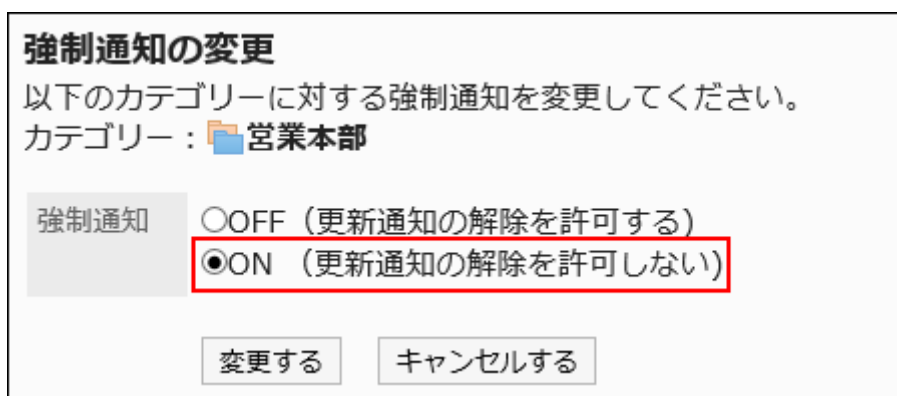 強制通知の変更
以下のカテゴリーに対する強制通知を変更してください。
カテゴリー：営業本部
強制通知
OFF（更新通知の解除を許可する）
ON （更新通知の解除を許可しない）
変更する キャンセルする